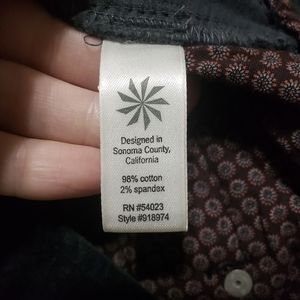 Designed in
Sonoma County,
California
98% cotton
2% spandex
RN #54023
Style #918974